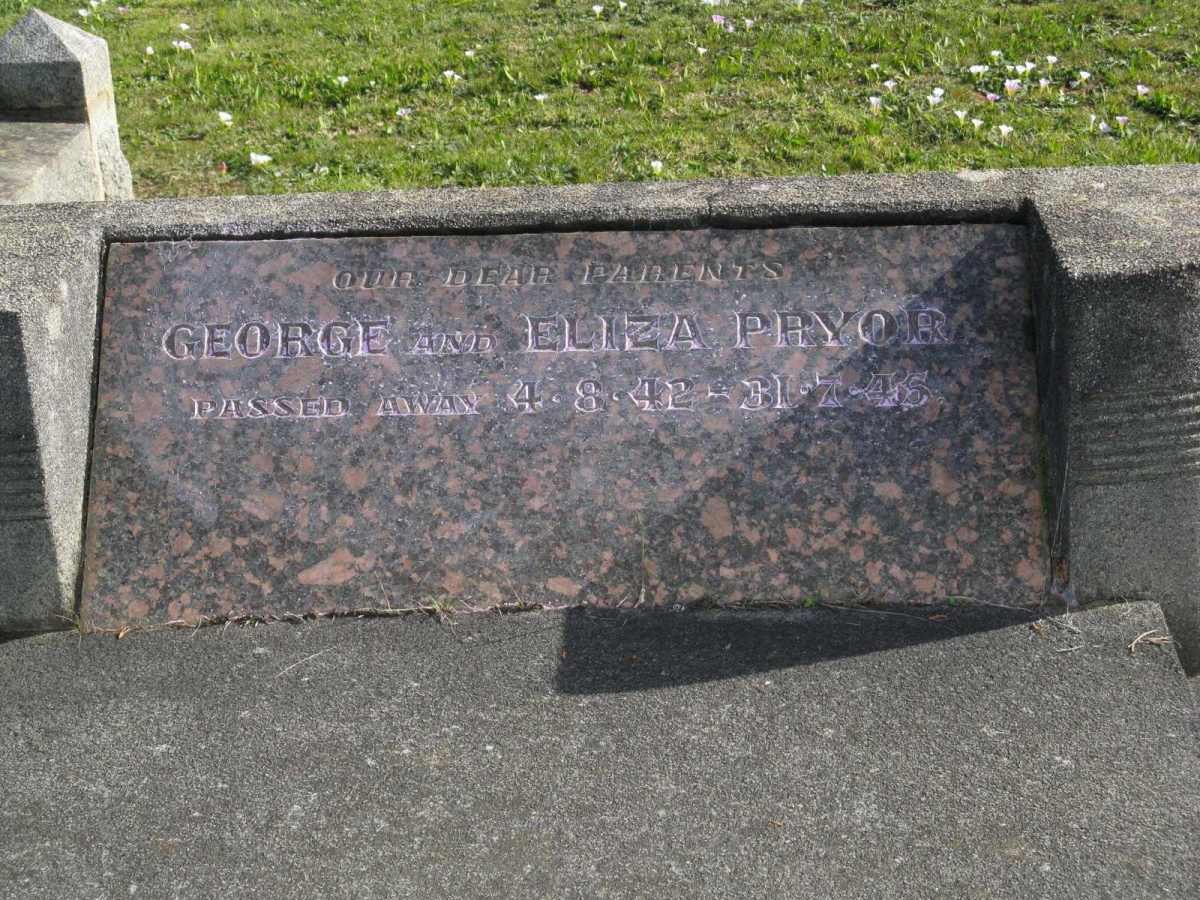 OUR DEAR PARENTS
GEORGE AND ELIZA PRYOR
PASSED AWAY 4·8·42 - 31·7·46